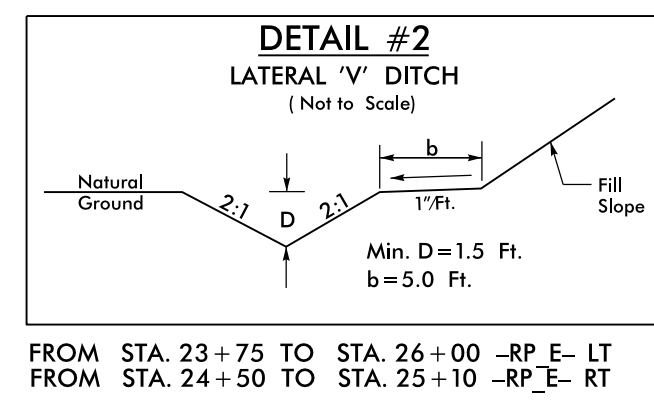 DETAIL #2
LATERAL 'V' DITCH
( Not to Scale)
b
Natural
Ground
2:1
D
2:1
1"/Ft.
Fill
Slope
Min. D=1.5 Ft.
b=5.0 Ft.
FROM STA. 23+75 TO STA. 26+00 -RP_E- LT
FROM STA. 24+50 TO STA. 25+10 -RP_E- RT